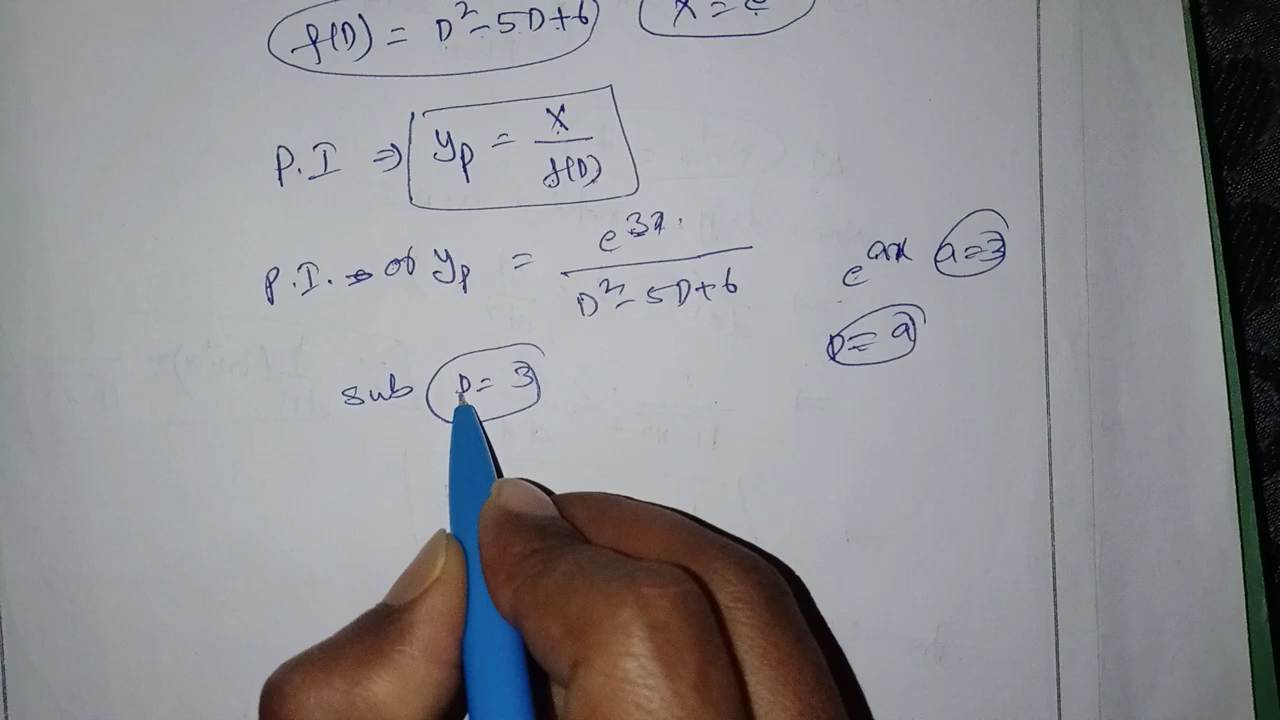 f(D) = D² - 5D + 6 X = e
P.I ⇒ yp = X / f(D)
P.I. of yp = e^3x / D² - 5D + 6 e^ax a = 3
D = a
sub D = 3